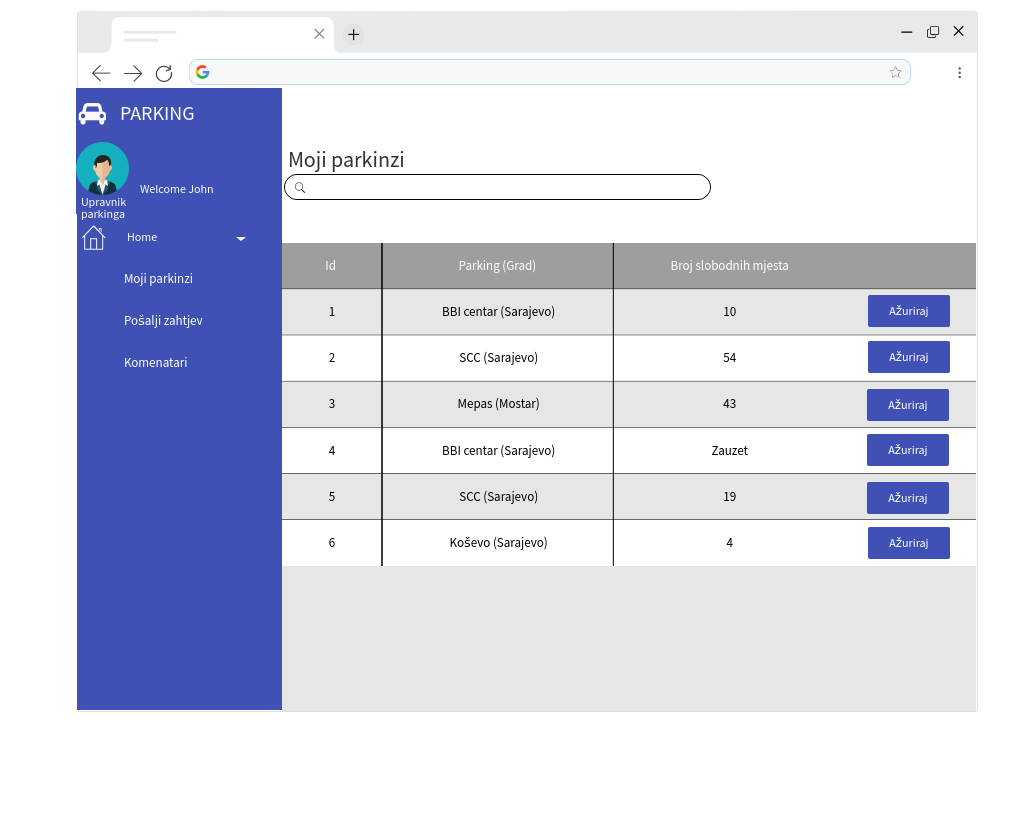 PARKING
Welcome John
Upravnik
parkinga
Home
Moji parkinzi
Pošalji zahtjev
Komenatari
Moji parkinzi
Id Parking (Grad) Broj slobodnih mjesta
1 BBI centar (Sarajevo) 10 AŽuriraj
2 SCC (Sarajevo) 54 AŽuriraj
3 Mepas (Mostar) 43 AŽuriraj
4 BBI centar (Sarajevo) Zauzet AŽuriraj
5 SCC (Sarajevo) 19 AŽuriraj
6 Koševo (Sarajevo) 4 AŽuriraj